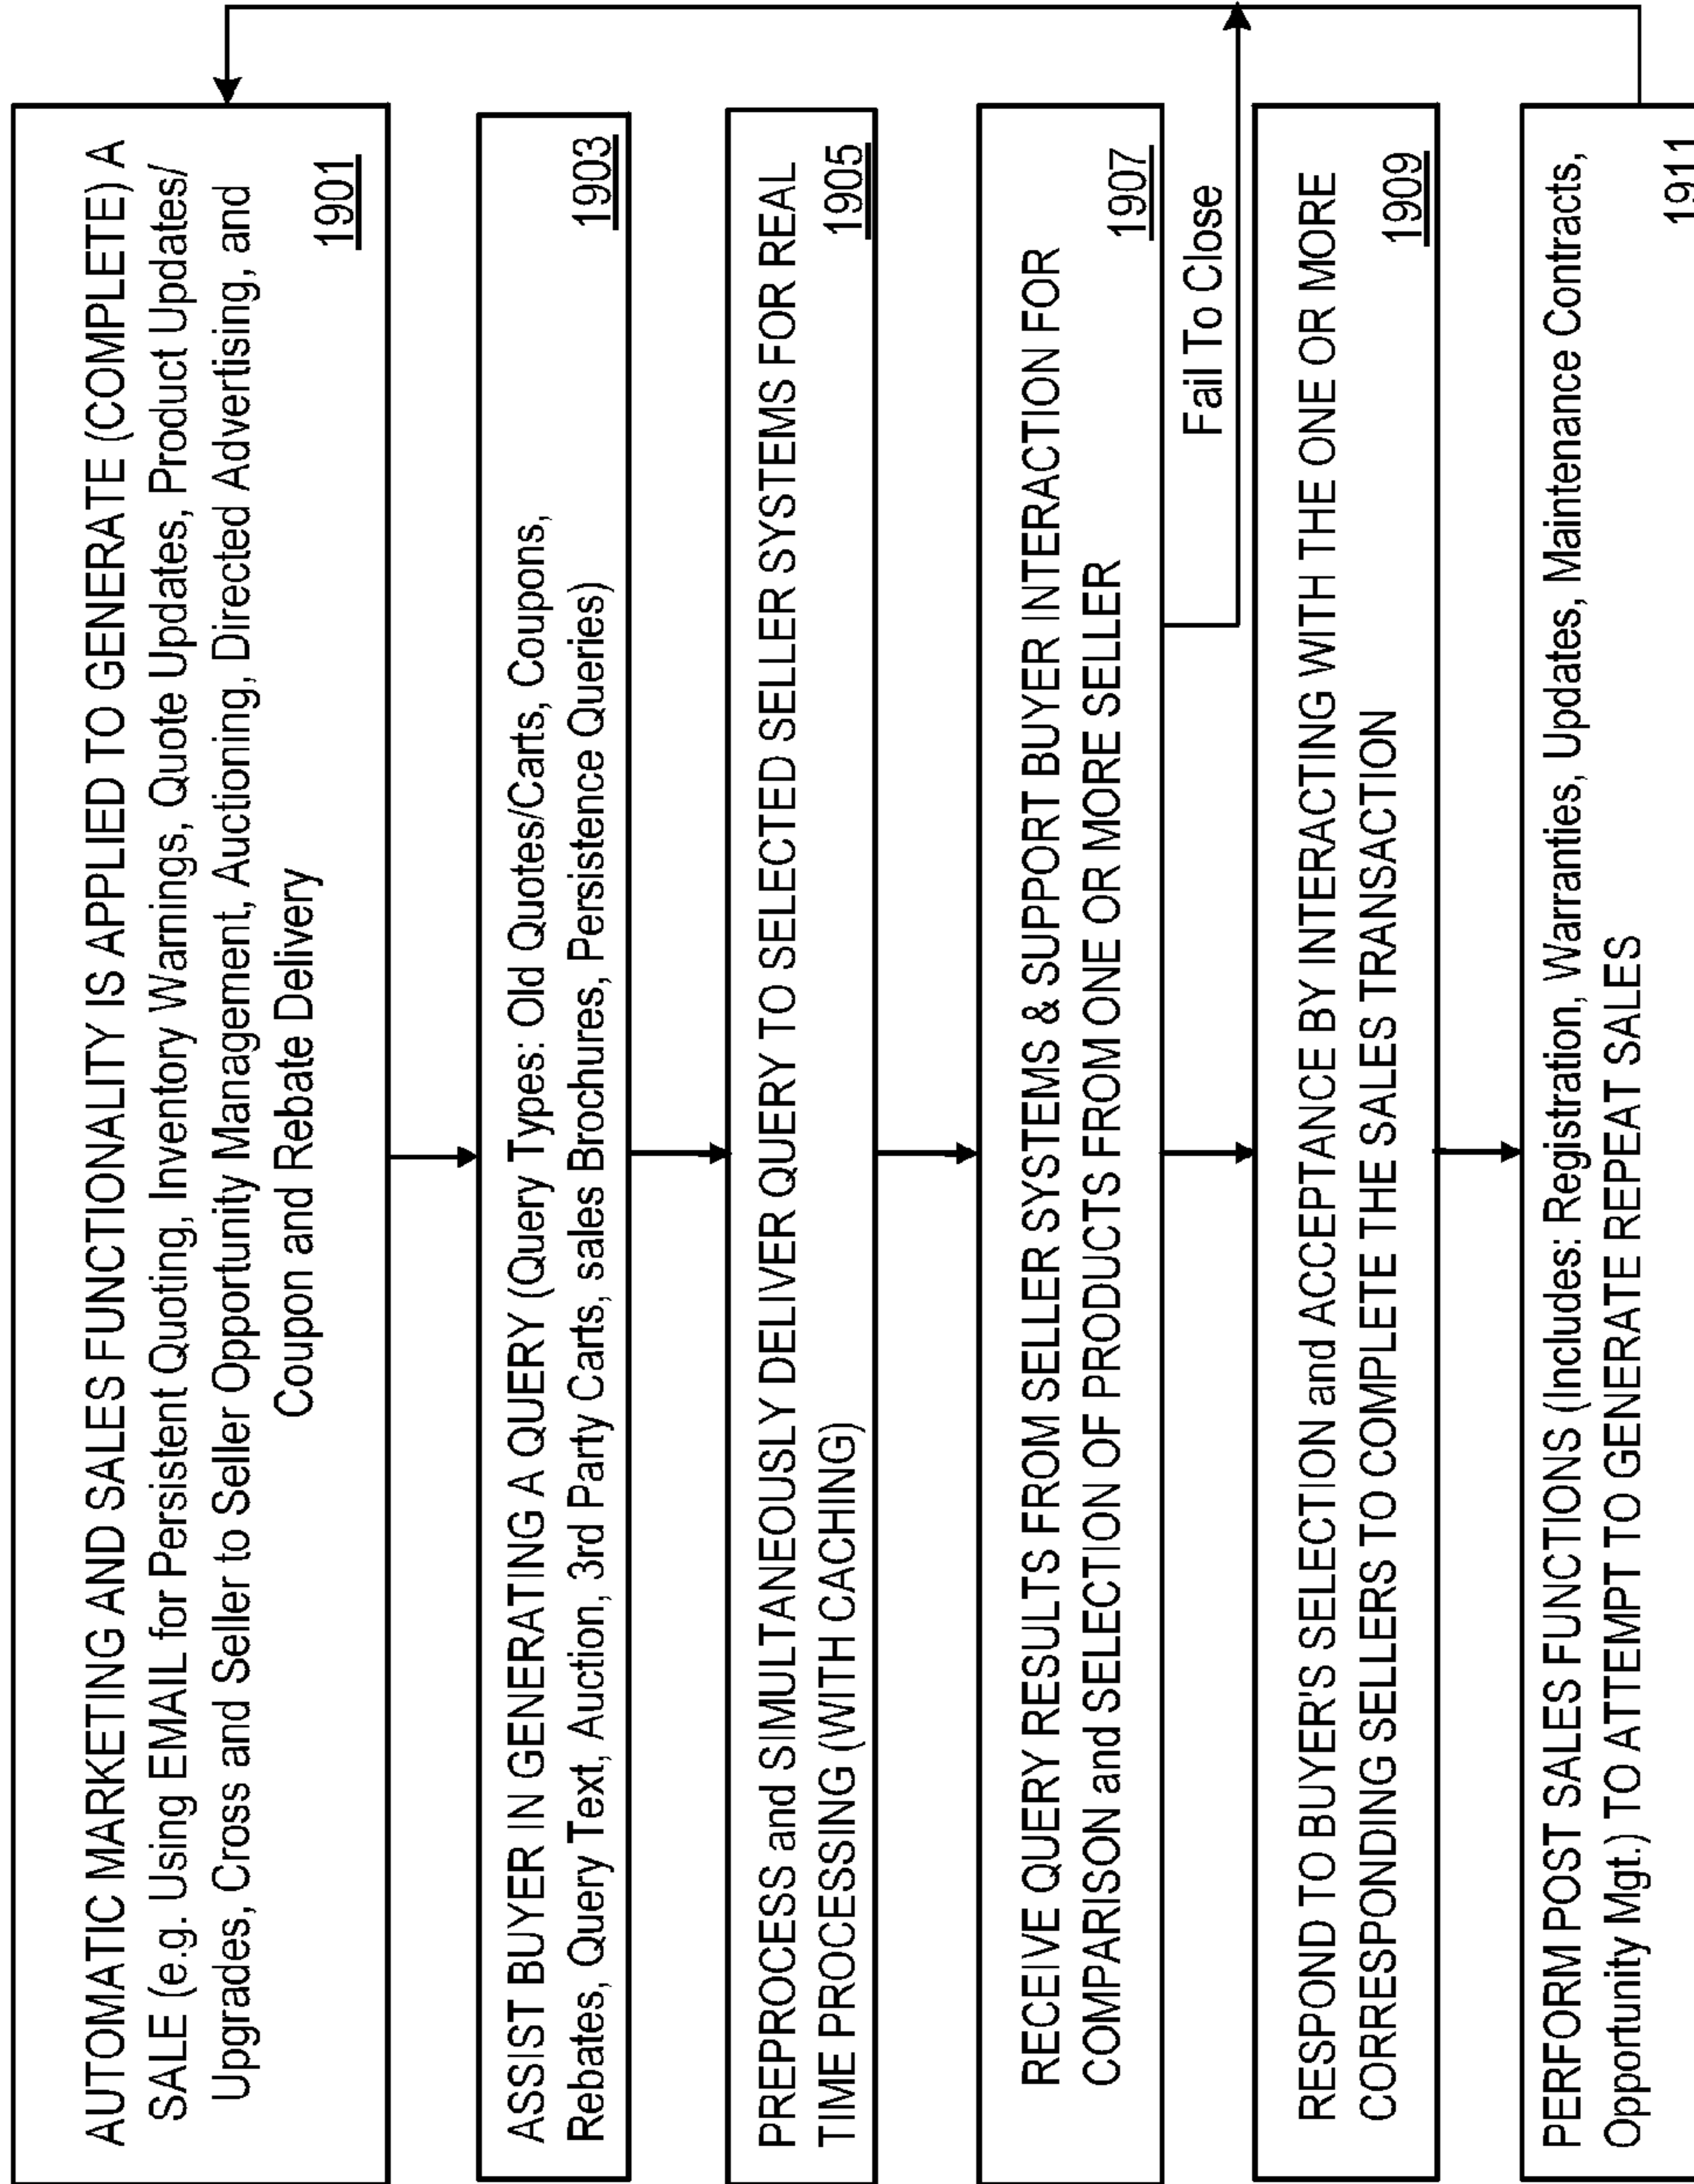 AUTOMATIC MARKETING AND SALES FUNCTIONALITY IS APPLIED TO GENERATE (COMPLETE) A
SALE (e.g. Using EMAIL for Persistent Quoting, Inventory Warnings, Quote Updates, Product Updates/
Upgrades, Cross and Seller to Seller Opportunity Management, Auctioning, Directed Advertising, and
Coupon and Rebate Delivery
1901
ASSIST BUYER IN GENERATING A QUERY (Query Types: Old Quotes/Carts, Coupons,
Rebates, Query Text, Auction, 3rd Party Carts, sales Brochures, Persistence Queries)
1903
PREPROCESS and SIMULTANEOUSLY DELIVER QUERY TO SELECTED SELLER SYSTEMS FOR REAL
TIME PROCESSING (WITH CACHING)
1905
RECEIVE QUERY RESULTS FROM SELLER SYSTEMS & SUPPORT BUYER INTERACTION FOR
COMPARISON and SELECTION OF PRODUCTS FROM ONE OR MORE SELLER
1907
Fail To Close
RESPOND TO BUYER'S SELECTION and ACCEPTANCE BY INTERACTING WITH THE ONE OR MORE
CORRESPONDING SELLERS TO COMPLETE THE SALES TRANSACTION
1909
PERFORM POST SALES FUNCTIONS (Includes: Registration, Warranties, Updates, Maintenance Contracts,
Opportunity Mgt.) TO ATTEMPT TO GENERATE REPEAT SALES
1911